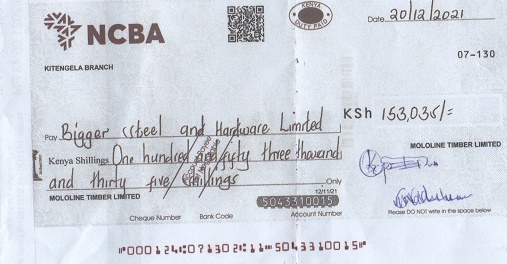 NCBA
KENYA
DUTY PAID
Date 20/12/2021
07-130
KITENGELA BRANCH
Pay Bigger Steel and Hardware Limited
KSh 153,035/=
Kenya Shillings One hundred and fifty three thousand
and thirty five shillings Only
MOLOLINE TIMBER LIMITED
MOLOLINE TIMBER LIMITED
12/11/21
5043310015
Cheque Number Bank Code Account Number
Please DO NOT write in the space below
"000124:07130 2:11 5043310015"